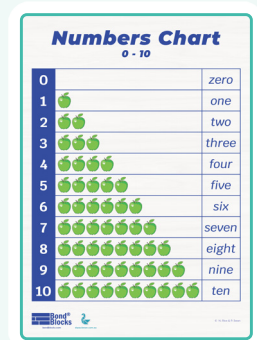 Numbers Chart
0 - 10
0 zero
1 one
2 two
3 three
4 four
5 five
6 six
7 seven
8 eight
9 nine
10 ten
Bond®
Blocks